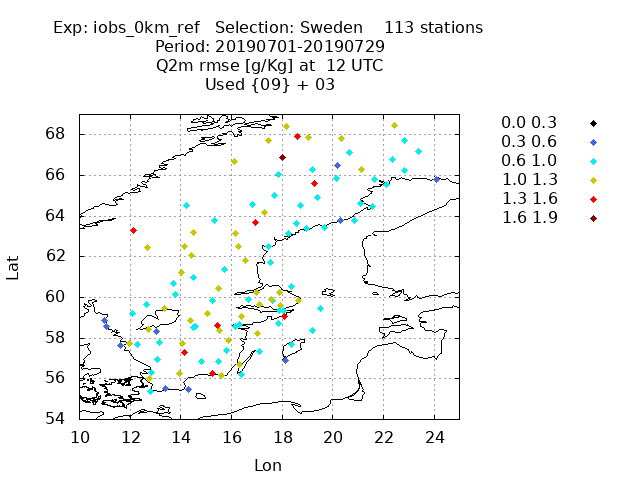 Exp: iobs_0km_ref   Selection: Sweden    113 stations
Period: 20190701-20190729
Q2m rmse [g/Kg] at  12 UTC
Used {09} + 03
0.0 0.3
0.3 0.6
0.6 1.0
1.0 1.3
1.3 1.6
1.6 1.9
68
66
64
62
60
58
56
54
Lat
10 12 14 16 18 20 22 24
Lon